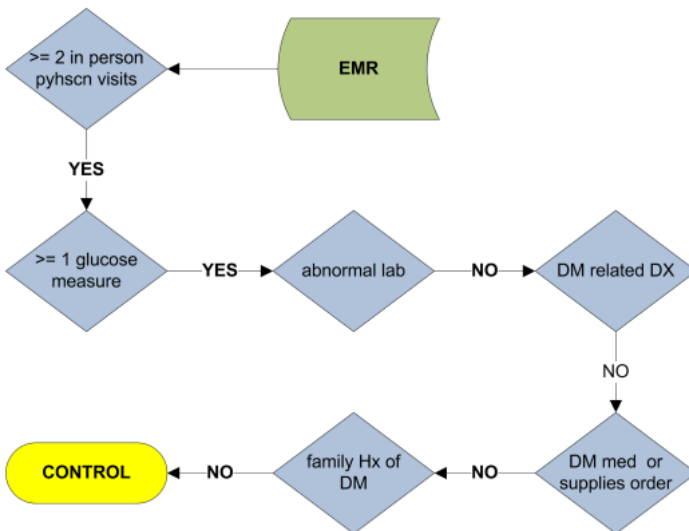 >= 2 in person
pyhscn visits
EMR
YES
>= 1 glucose
measure
YES
abnormal lab
NO
DM related DX
NO
DM med or
supplies order
NO
family Hx of
DM
NO
CONTROL